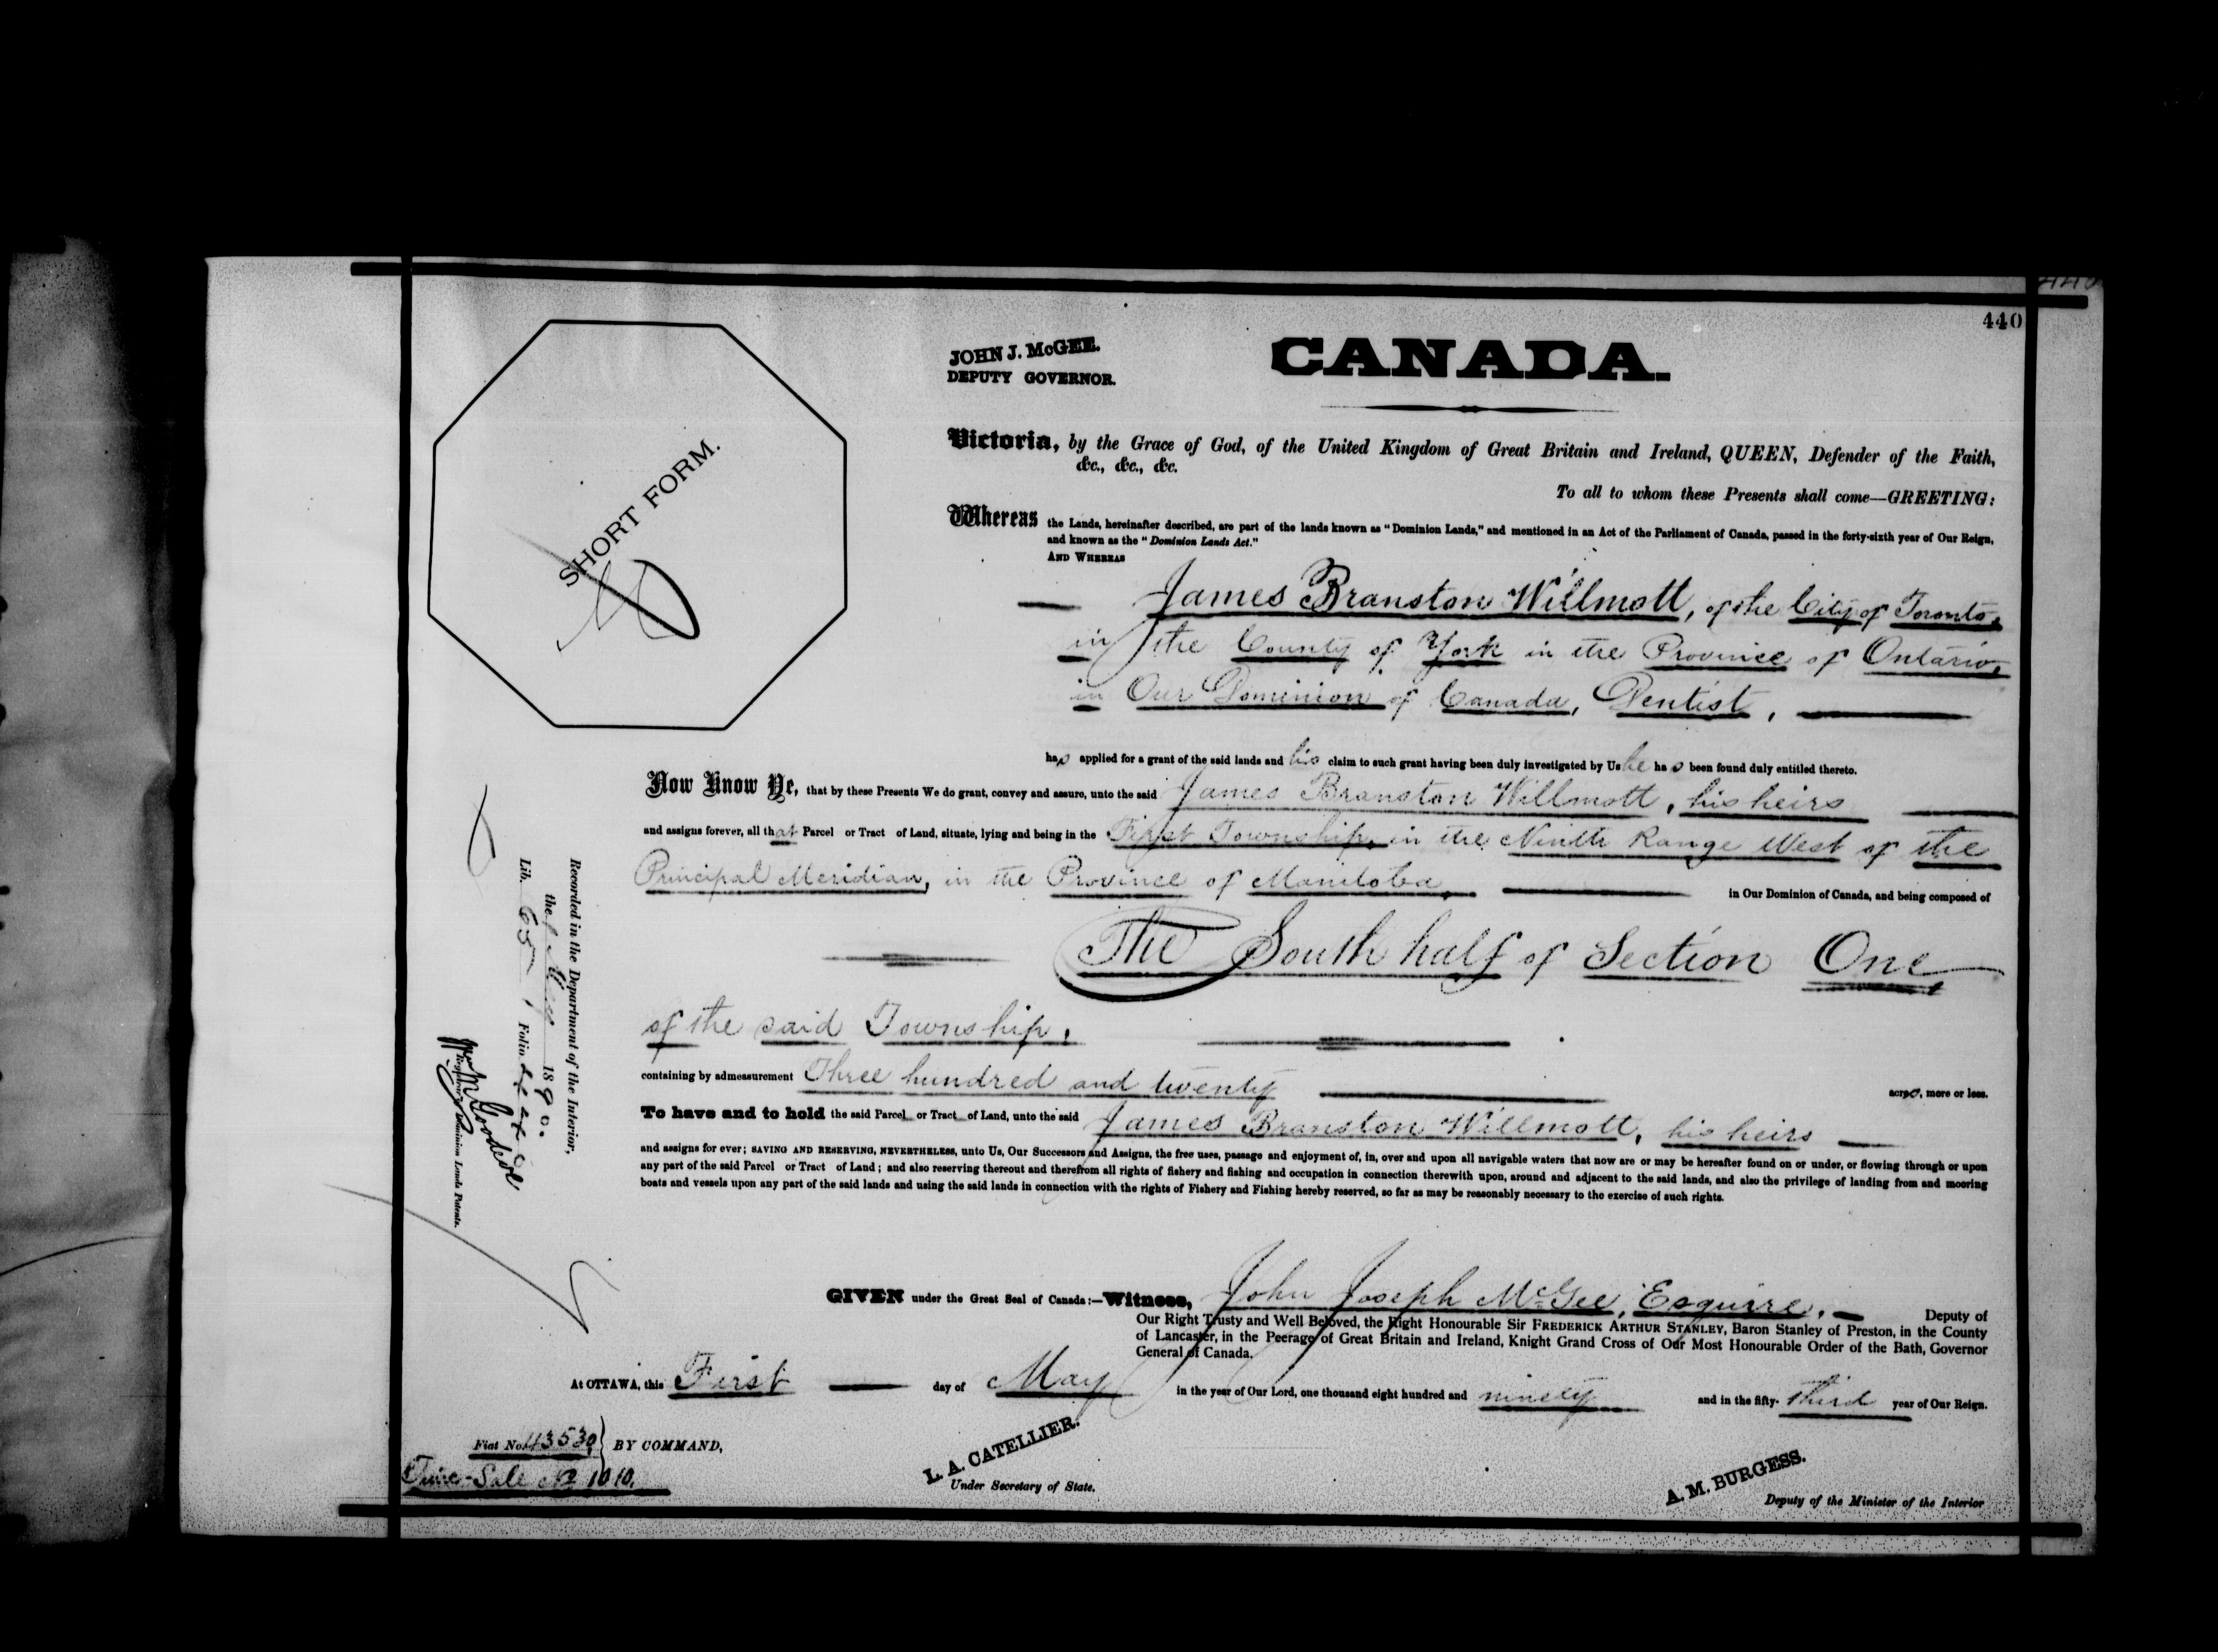 440
JOHN J. McGEE.
DEPUTY GOVERNOR.
CANADA.
SHORT FORM.
Victoria, by the Grace of God, of the United Kingdom of Great Britain and Ireland, QUEEN, Defender of the Faith,
&c., &c., &c.
To all to whom these Presents shall come—GREETING:
Whereas the Lands, hereinafter described, are part of the lands known as "Dominion Lands," and mentioned in an Act of the Parliament of Canada, passed in the forty-sixth year of Our Reign,
and known as the "Dominion Lands Act."
AND WHEREAS
James Branston Willmott, of the City of Toronto,
in the County of York in the Province of Ontario,
in Our Dominion of Canada, Dentist,
has applied for a grant of the said lands and his claim to such grant having been duly investigated by Us he has been found duly entitled thereto.
Now Know Ye, that by these Presents We do grant, convey and assure, unto the said James Branston Willmott, his heirs
and assigns forever, all that Parcel or Tract of Land, situate, lying and being in the First Township, in the Ninth Range West of the
Principal Meridian, in the Province of Manitoba, in Our Dominion of Canada, and being composed of
The South half of Section One
of the said Township,
containing by admeasurement Three hundred and twenty acres, more or less.
To have and to hold the said Parcel or Tract of Land, unto the said James Branston Willmott, his heirs
and assigns for ever; SAVING AND RESERVING, NEVERTHELESS, unto Us, Our Successors and Assigns, the free uses, passage and enjoyment of, in, over and upon all navigable waters that now are or may be hereafter found on or under, or flowing through or upon
any part of the said Parcel or Tract of Land; and also reserving thereout and therefrom all rights of fishery and fishing and occupation in connection therewith upon, around and adjacent to the said lands, and also the privilege of landing from and mooring
boats and vessels upon any part of the said lands and using the said lands in connection with the rights of Fishery and Fishing hereby reserved, so far as may be reasonably necessary to the exercise of such rights.
GIVEN under the Great Seal of Canada:—Witness, John Joseph McGee, Esquire, Deputy of
Our Right Trusty and Well Beloved, the Right Honourable Sir FREDERICK ARTHUR STANLEY, Baron Stanley of Preston, in the County
of Lancaster, in the Peerage of Great Britain and Ireland, Knight Grand Cross of Our Most Honourable Order of the Bath, Governor
General of Canada.
At OTTAWA, this First day of May in the year of Our Lord, one thousand eight hundred and ninety and in the fifty-third year of Our Reign.
Fiat No. 43530 } BY COMMAND,
Time-Sale No 1010.
L. A. CATELLIER.
Under Secretary of State.
A. M. BURGESS.
Deputy of the Minister of the Interior
Recorded in the Department of the Interior,
the 1890.
Lib. 65 Folio
Wm M Goodeve
Registrar Dominion Lands Patents.